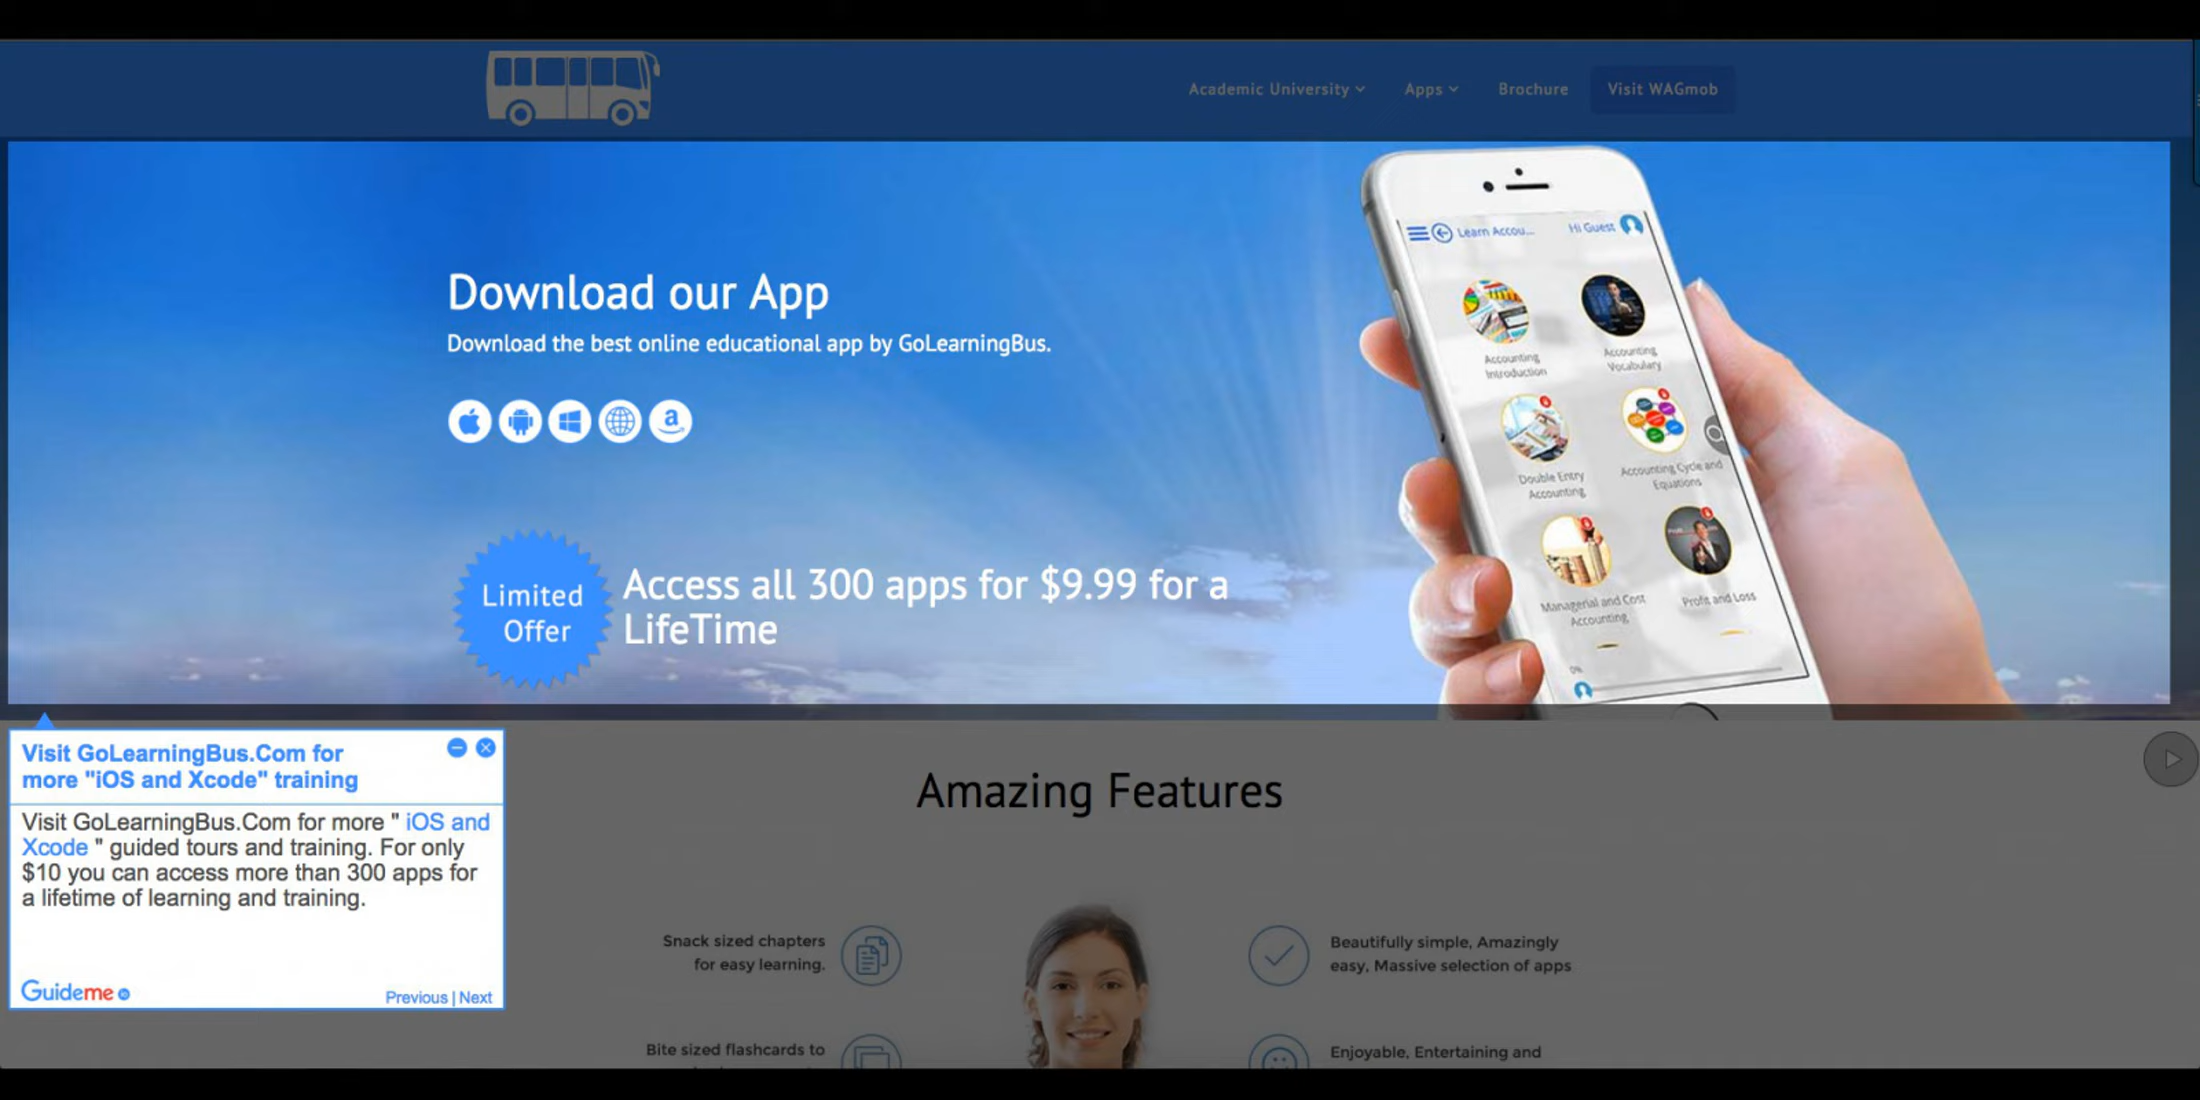 Academic University
Apps
Brochure
Visit WAGmob
Learn Accou...
Hi Guest
Accounting
Introduction
Accounting
Vocabulary
Double Entry
Accounting
Accounting Cycle and
Equations
Managerial and Cost
Accounting
Profit and Loss
0%
Download our App
Download the best online educational app by GoLearningBus.
a
Limited
Offer
Access all 300 apps for $9.99 for a
LifeTime
Visit GoLearningBus.Com for
more "iOS and Xcode" training
Visit GoLearningBus.Com for more " iOS and
Xcode " guided tours and training. For only
$10 you can access more than 300 apps for
a lifetime of learning and training.
Guideme
Previous | Next
Amazing Features
Snack sized chapters
for easy learning.
Beautifully simple, Amazingly
easy, Massive selection of apps
Bite sized flashcards to
Enjoyable, Entertaining and